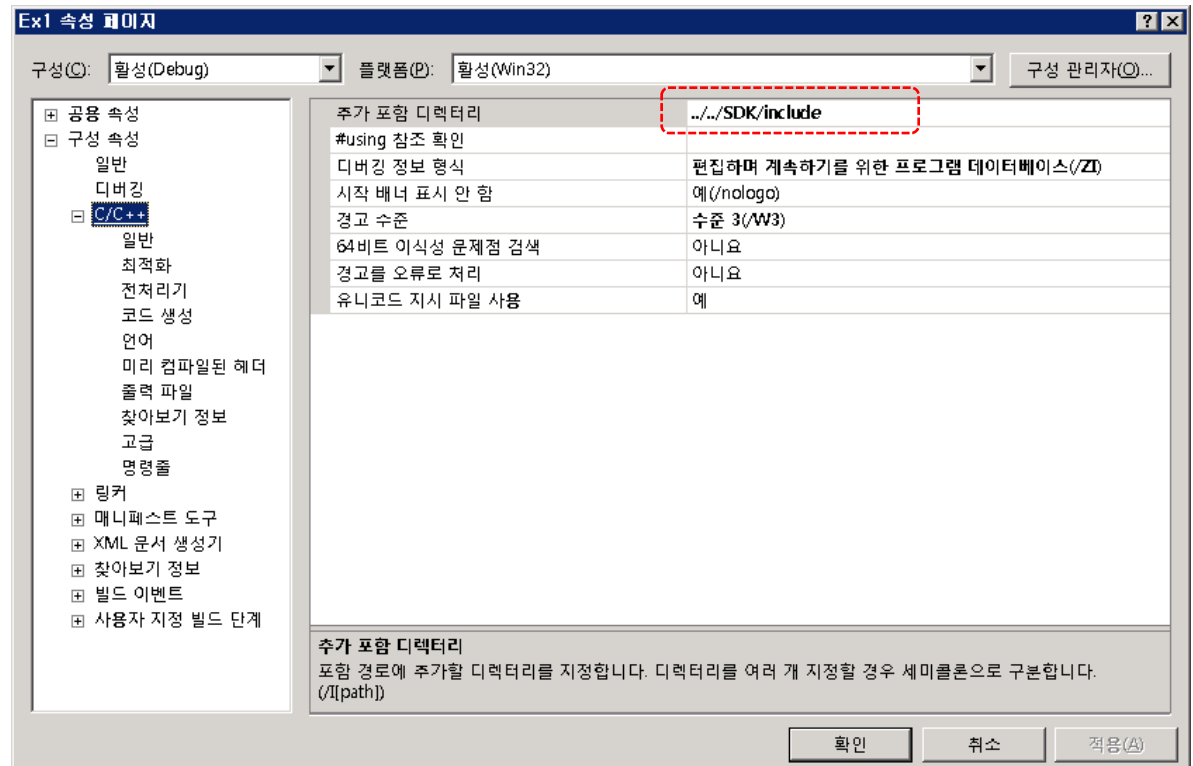 Ex1 속성 페이지
구성(C): 활성(Debug) 플랫폼(P): 활성(Win32) 구성 관리자(O)...
공용 속성
구성 속성
일반
디버깅
C/C++
일반
최적화
전처리기
코드 생성
언어
미리 컴파일된 헤더
출력 파일
찾아보기 정보
고급
명령줄
링커
매니페스트 도구
XML 문서 생성기
찾아보기 정보
빌드 이벤트
사용자 지정 빌드 단계
추가 포함 디렉터리 ../../SDK/include
#using 참조 확인
디버깅 정보 형식 편집하며 계속하기를 위한 프로그램 데이터베이스(/ZI)
시작 배너 표시 안 함 예(/nologo)
경고 수준 수준 3(/W3)
64비트 이식성 문제점 검색 아니요
경고를 오류로 처리 아니요
유니코드 지시 파일 사용 예
추가 포함 디렉터리
포함 경로에 추가할 디렉터리를 지정합니다. 디렉터리를 여러 개 지정할 경우 세미콜론으로 구분합니다.
(/I[path])
확인 취소 적용(A)